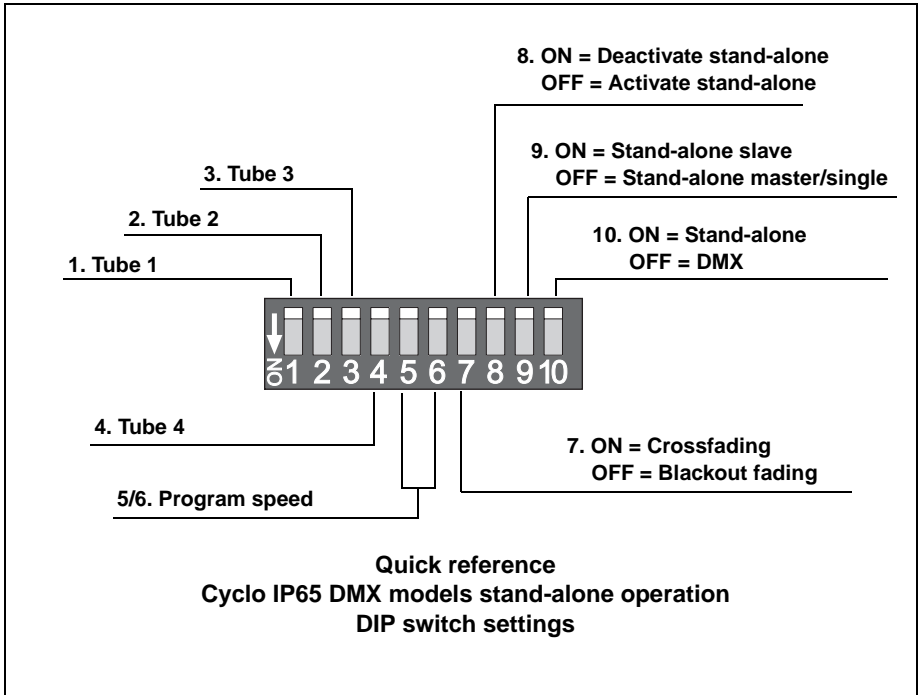 8. ON = Deactivate stand-alone
OFF = Activate stand-alone
9. ON = Stand-alone slave
OFF = Stand-alone master/single
3. Tube 3
2. Tube 2
10. ON = Stand-alone
OFF = DMX
1. Tube 1
ON
1 2 3 4 5 6 7 8 9 10
4. Tube 4
7. ON = Crossfading
OFF = Blackout fading
5/6. Program speed
Quick reference
Cyclo IP65 DMX models stand-alone operation
DIP switch settings